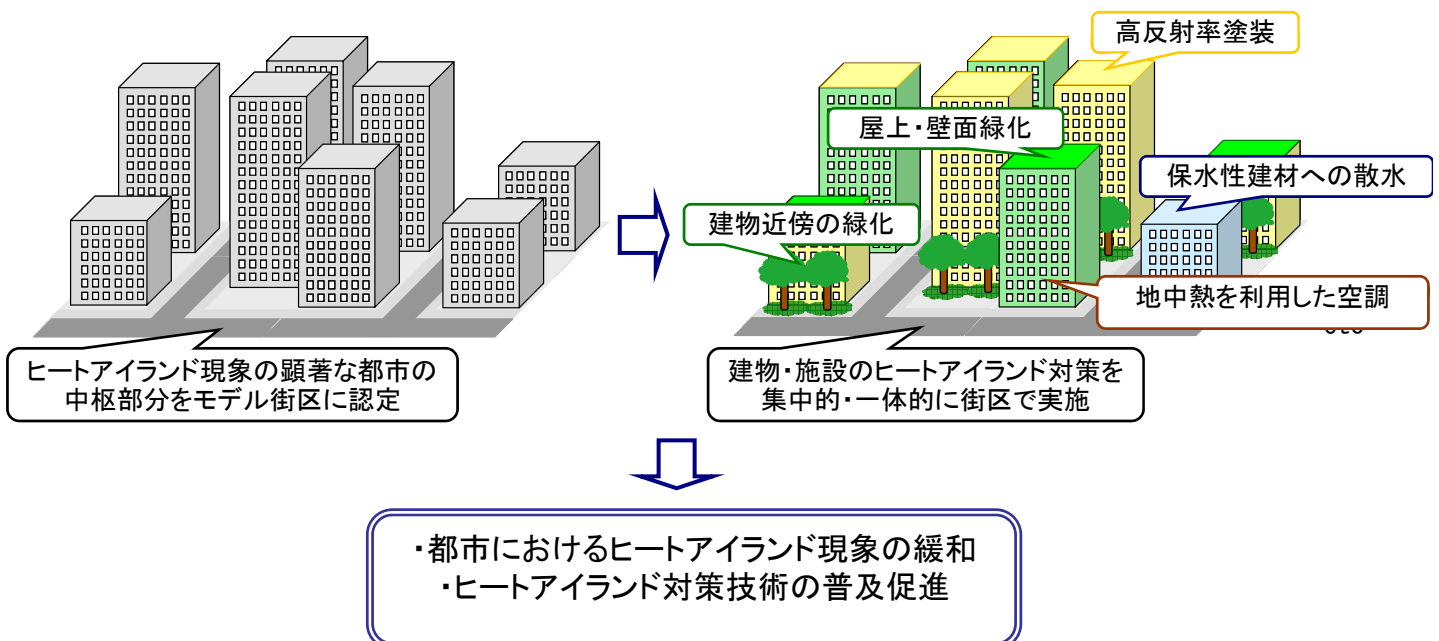 高反射率塗装
屋上・壁面緑化
保水性建材への散水
建物近傍の緑化
地中熱を利用した空調
ヒートアイランド現象の顕著な都市の
中枢部分をモデル街区に認定
建物・施設のヒートアイランド対策を
集中的・一体的に街区で実施
・都市におけるヒートアイランド現象の緩和
・ヒートアイランド対策技術の普及促進